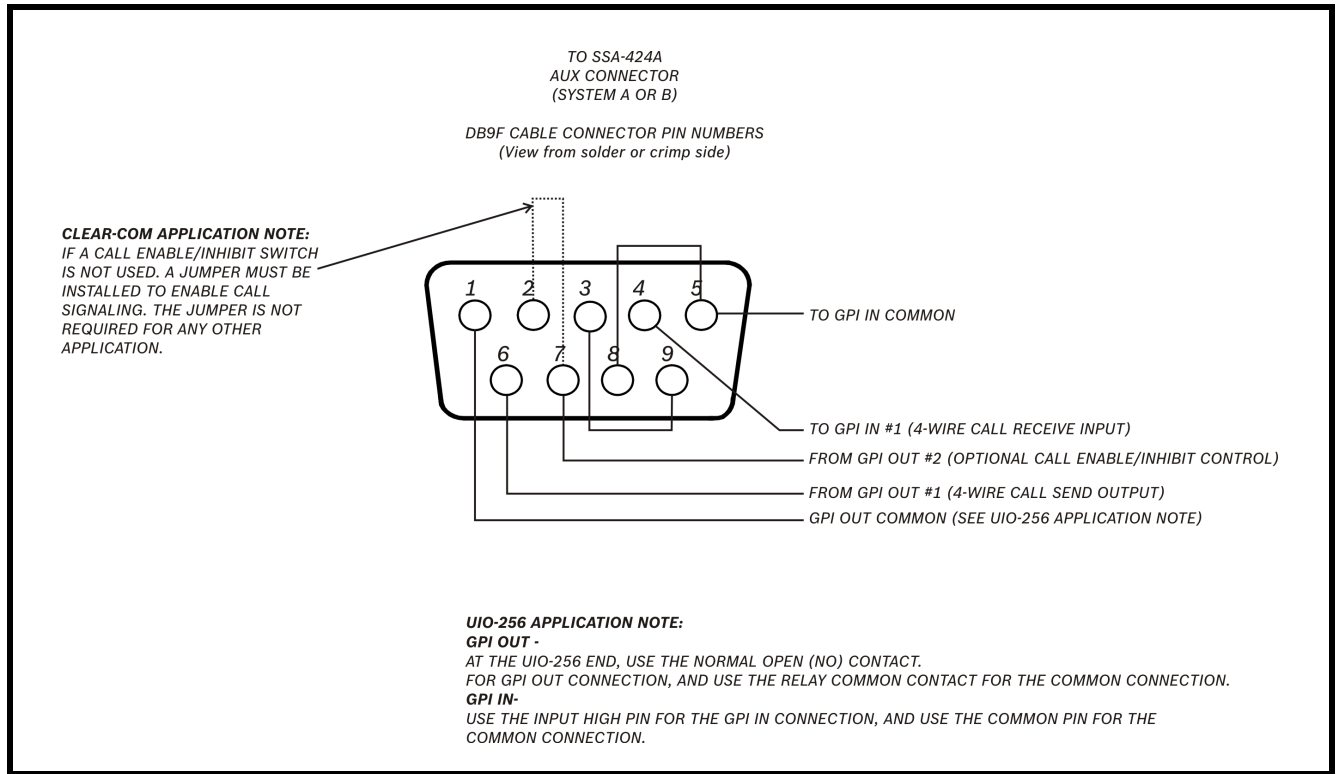 TO SSA-424A
AUX CONNECTOR
(SYSTEM A OR B)
DB9F CABLE CONNECTOR PIN NUMBERS
(View from solder or crimp side)
CLEAR-COM APPLICATION NOTE:
IF A CALL ENABLE/INHIBIT SWITCH
IS NOT USED. A JUMPER MUST BE
INSTALLED TO ENABLE CALL
SIGNALING. THE JUMPER IS NOT
REQUIRED FOR ANY OTHER
APPLICATION.
1 2 3 4 5
6 7 8 9
TO GPI IN COMMON
TO GPI IN #1 (4-WIRE CALL RECEIVE INPUT)
FROM GPI OUT #2 (OPTIONAL CALL ENABLE/INHIBIT CONTROL)
FROM GPI OUT #1 (4-WIRE CALL SEND OUTPUT)
GPI OUT COMMON (SEE UIO-256 APPLICATION NOTE)
UIO-256 APPLICATION NOTE:
GPI OUT -
AT THE UIO-256 END, USE THE NORMAL OPEN (NO) CONTACT.
FOR GPI OUT CONNECTION, AND USE THE RELAY COMMON CONTACT FOR THE COMMON CONNECTION.
GPI IN-
USE THE INPUT HIGH PIN FOR THE GPI IN CONNECTION, AND USE THE COMMON PIN FOR THE
COMMON CONNECTION.